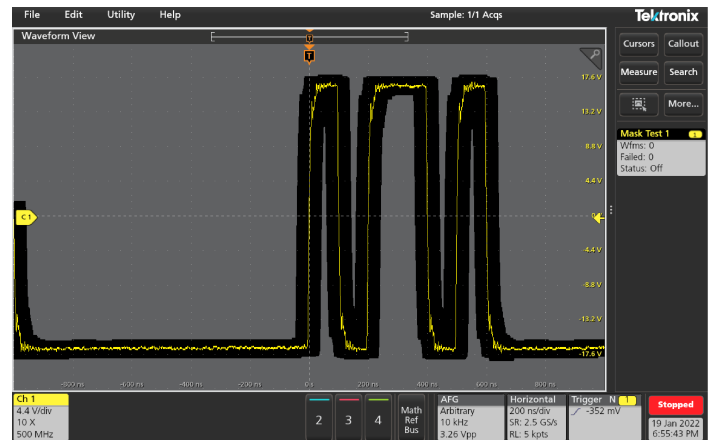 File Edit Utility Help Sample: 1/1 Acqs Tektronix
Waveform View
T
T
Cursors Callout
Measure Search
More...
Mask Test 1 1
Wfms: 0
Failed: 0
Status: Off
17.6 V
13.2 V
8.8 V
4.4 V
C 1
-4.4 V
-8.8 V
-13.2 V
-17.6 V
-800 ns -600 ns -400 ns -200 ns 0 s 200 ns 400 ns 600 ns 800 ns
Ch 1
4.4 V/div
10 X
500 MHz
2 3 4
Math
Ref
Bus
AFG
Arbitrary
10 kHz
3.26 Vpp
Horizontal
200 ns/div
SR: 2.5 GS/s
RL: 5 kpts
Trigger N 1
-352 mV
Stopped
19 Jan 2022
6:55:43 PM